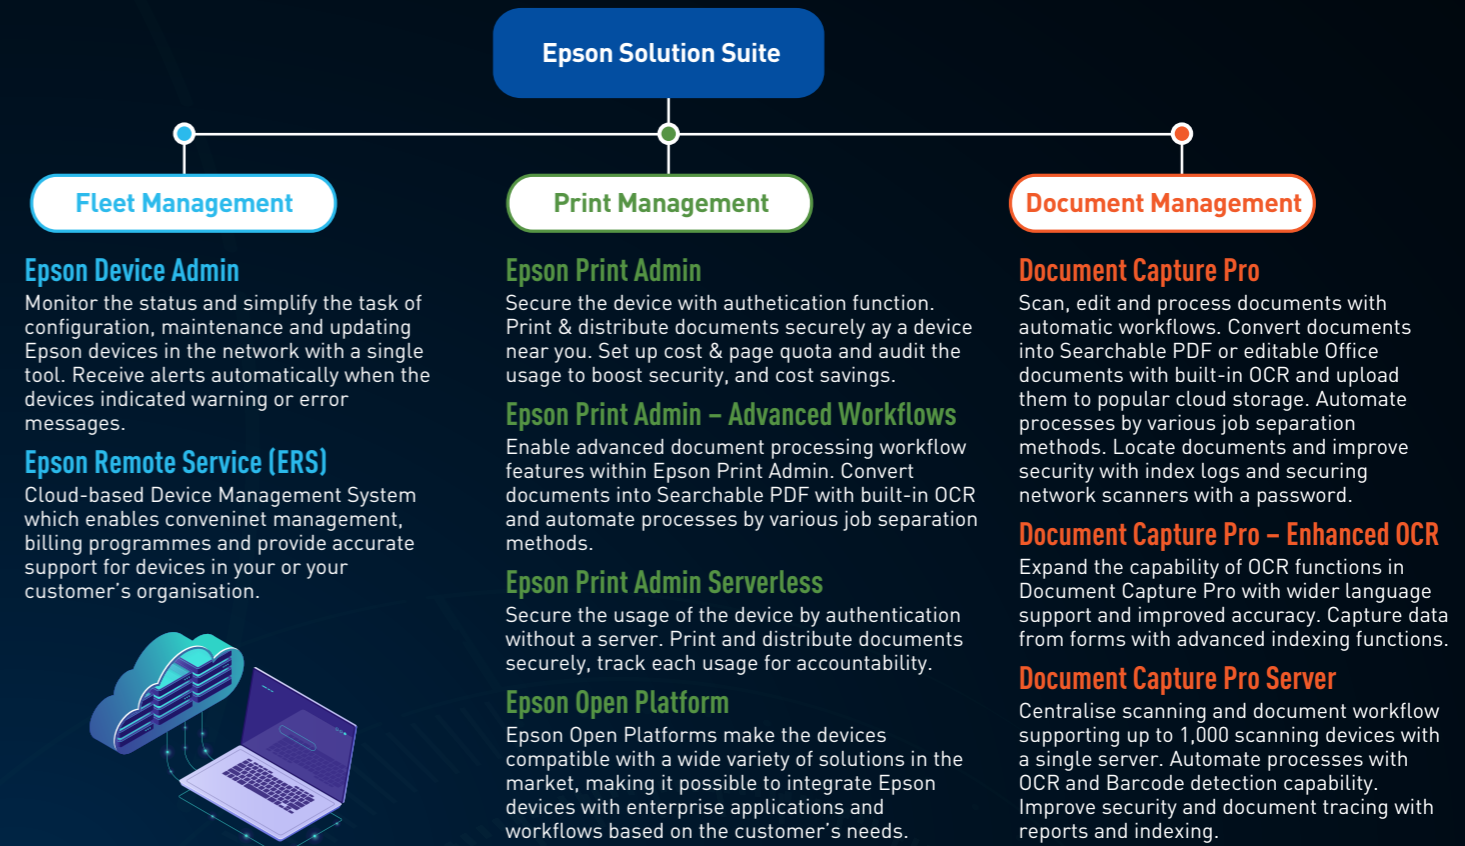 Epson Solution Suite
Fleet Management
Epson Device Admin
Monitor the status and simplify the task of
configuration, maintenance and updating
Epson devices in the network with a single
tool. Receive alerts automatically when the
devices indicated warning or error
messages.
Epson Remote Service (ERS)
Cloud-based Device Management System
which enables conveninet management,
billing programmes and provide accurate
support for devices in your or your
customer's organisation.
Print Management
Epson Print Admin
Secure the device with authetication function.
Print & distribute documents securely ay a device
near you. Set up cost & page quota and audit the
usage to boost security, and cost savings.
Epson Print Admin – Advanced Workflows
Enable advanced document processing workflow
features within Epson Print Admin. Convert
documents into Searchable PDF with built-in OCR
and automate processes by various job separation
methods.
Epson Print Admin Serverless
Secure the usage of the device by authentication
without a server. Print and distribute documents
securely, track each usage for accountability.
Epson Open Platform
Epson Open Platforms make the devices
compatible with a wide variety of solutions in the
market, making it possible to integrate Epson
devices with enterprise applications and
workflows based on the customer's needs.
Document Management
Document Capture Pro
Scan, edit and process documents with
automatic workflows. Convert documents
into Searchable PDF or editable Office
documents with built-in OCR and upload
them to popular cloud storage. Automate
processes by various job separation
methods. Locate documents and improve
security with index logs and securing
network scanners with a password.
Document Capture Pro – Enhanced OCR
Expand the capability of OCR functions in
Document Capture Pro with wider language
support and improved accuracy. Capture data
from forms with advanced indexing functions.
Document Capture Pro Server
Centralise scanning and document workflow
supporting up to 1,000 scanning devices with
a single server. Automate processes with
OCR and Barcode detection capability.
Improve security and document tracing with
reports and indexing.